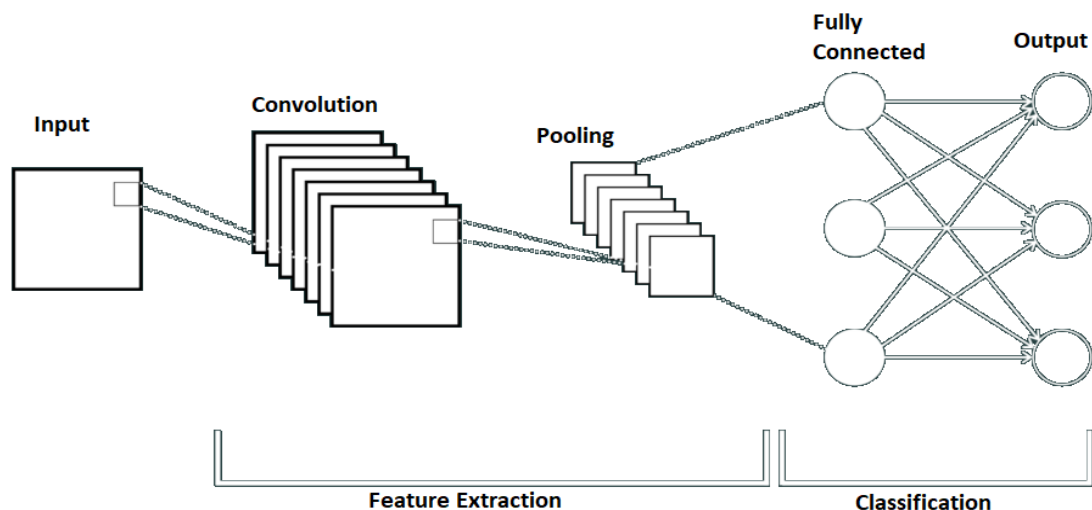 Input
Convolution
Pooling
Fully
Connected
Output
Feature Extraction
Classification